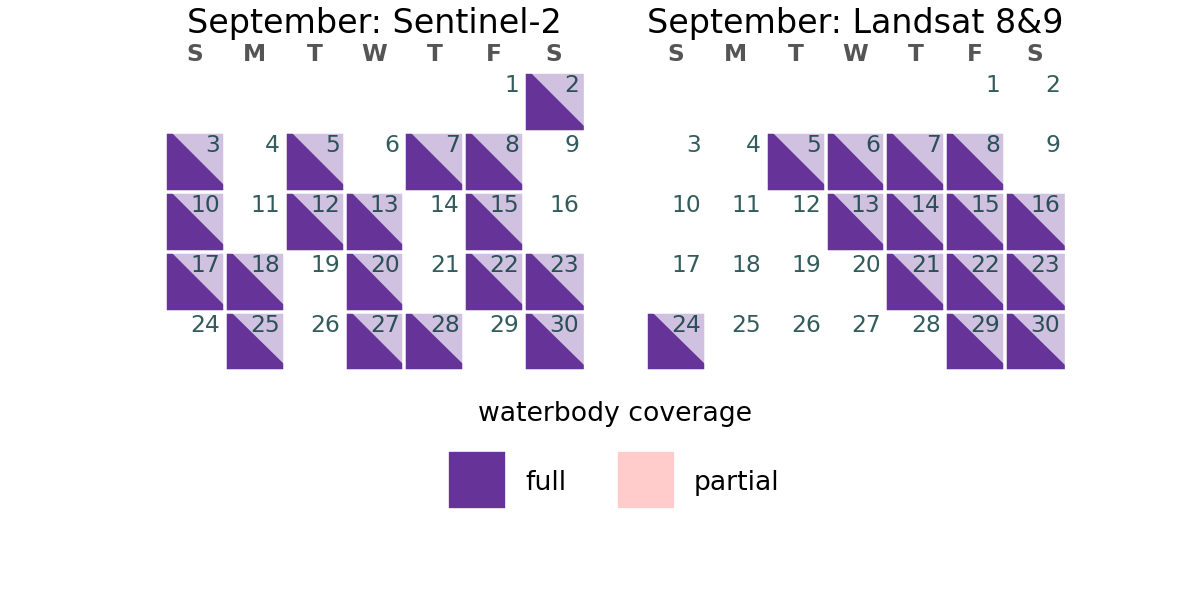 September: Sentinel-2
S M T W T F S
1 2
3 4 5 6 7 8 9
10 11 12 13 14 15 16
17 18 19 20 21 22 23
24 25 26 27 28 29 30
September: Landsat 8&9
S M T W T F S
1 2
3 4 5 6 7 8 9
10 11 12 13 14 15 16
17 18 19 20 21 22 23
24 25 26 27 28 29 30
waterbody coverage
full partial